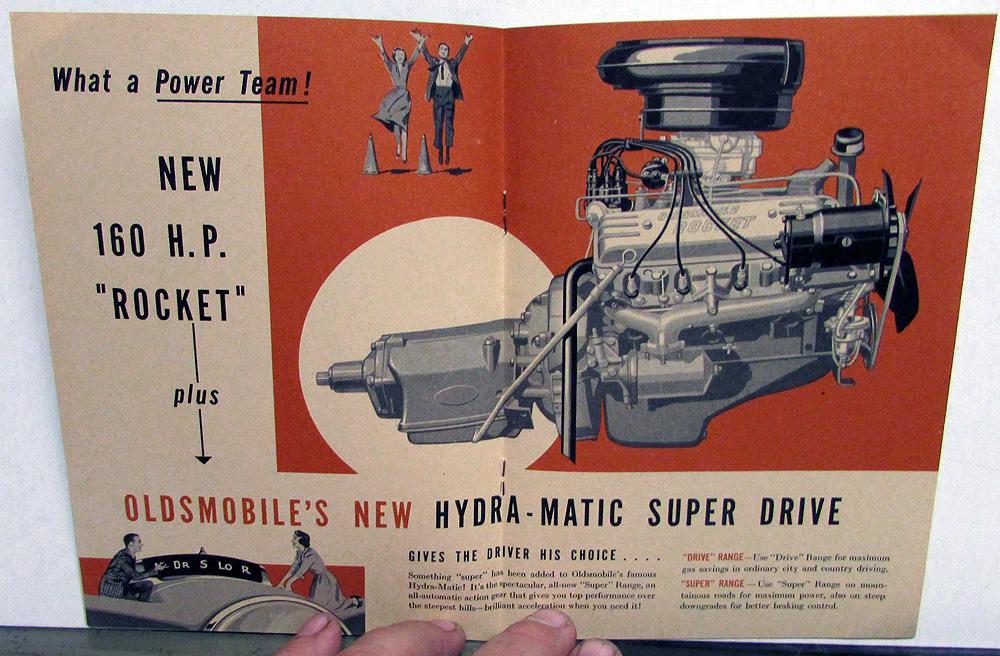 What a Power Team!
NEW
160 H.P.
"ROCKET"
plus
OLDSMOBILE
ROCKET
OLDSMOBILE'S NEW HYDRA-MATIC SUPER DRIVE
DR S LO R
GIVES THE DRIVER HIS CHOICE . . . .
Something "super" has been added to Oldsmobile's famous
Hydra-Matic! It's the spectacular, all-new "Super" Range, an
all-automatic action gear that gives you top performance over
the steepest hills—brilliant acceleration when you need it!
"DRIVE" RANGE—Use "Drive" Range for maximum
gas savings in ordinary city and country driving.
"SUPER" RANGE — Use "Super" Range on moun-
tainous roads for maximum power, also on steep
downgrades for better braking control.